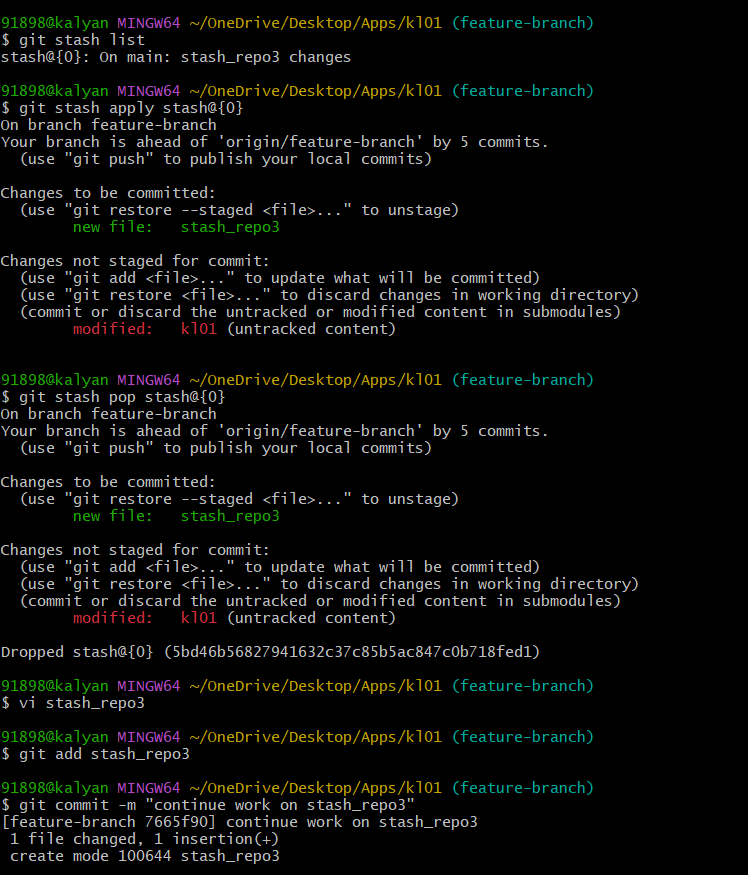 91898@kalyan MINGW64 ~/OneDrive/Desktop/Apps/kl01 (feature-branch)
$ git stash list
stash@{0}: On main: stash_repo3 changes
91898@kalyan MINGW64 ~/OneDrive/Desktop/Apps/kl01 (feature-branch)
$ git stash apply stash@{0}
On branch feature-branch
Your branch is ahead of 'origin/feature-branch' by 5 commits.
  (use "git push" to publish your local commits)
Changes to be committed:
  (use "git restore --staged <file>..." to unstage)
        new file:   stash_repo3
Changes not staged for commit:
  (use "git add <file>..." to update what will be committed)
  (use "git restore <file>..." to discard changes in working directory)
  (commit or discard the untracked or modified content in submodules)
        modified:   kl01 (untracked content)
91898@kalyan MINGW64 ~/OneDrive/Desktop/Apps/kl01 (feature-branch)
$ git stash pop stash@{0}
On branch feature-branch
Your branch is ahead of 'origin/feature-branch' by 5 commits.
  (use "git push" to publish your local commits)
Changes to be committed:
  (use "git restore --staged <file>..." to unstage)
        new file:   stash_repo3
Changes not staged for commit:
  (use "git add <file>..." to update what will be committed)
  (use "git restore <file>..." to discard changes in working directory)
  (commit or discard the untracked or modified content in submodules)
        modified:   kl01 (untracked content)
Dropped stash@{0} (5bd46b56827941632c37c85b5ac847c0b718fed1)
91898@kalyan MINGW64 ~/OneDrive/Desktop/Apps/kl01 (feature-branch)
$ vi stash_repo3
91898@kalyan MINGW64 ~/OneDrive/Desktop/Apps/kl01 (feature-branch)
$ git add stash_repo3
91898@kalyan MINGW64 ~/OneDrive/Desktop/Apps/kl01 (feature-branch)
$ git commit -m "continue work on stash_repo3"
[feature-branch 7665f90] continue work on stash_repo3
 1 file changed, 1 insertion(+)
 create mode 100644 stash_repo3